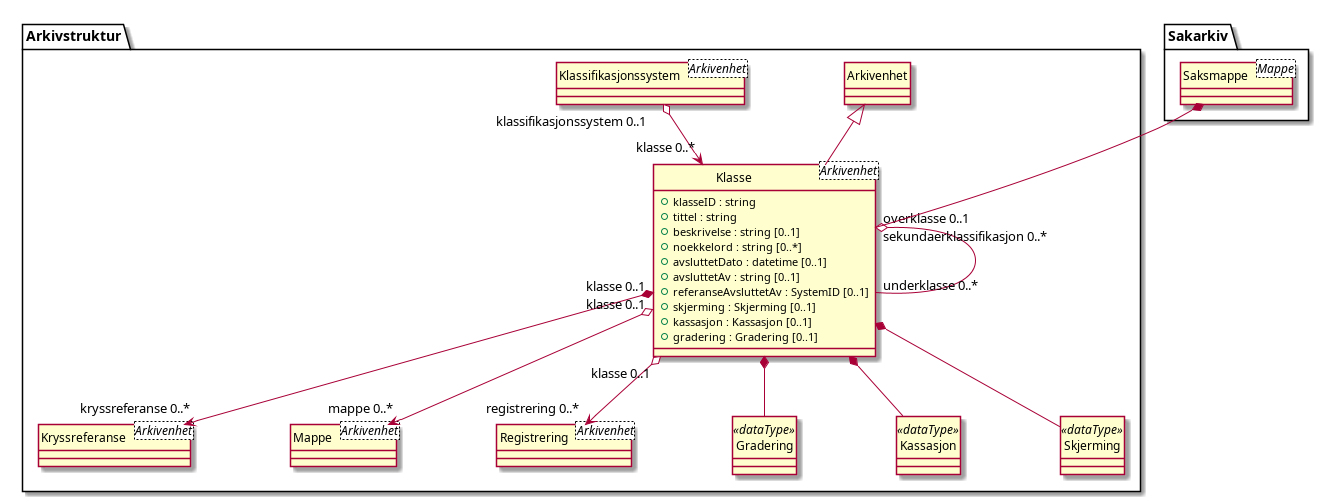 Arkivstruktur
Sakarkiv
Klassifikasjonssystem
Arkivenhet
Arkivenhet
Saksmappe
Mappe
klassifikasjonssystem 0..1
klasse 0..*
Klasse
Arkivenhet
klasseID : string
tittel : string
beskrivelse : string [0..1]
noekkelord : string [0..*]
avsluttetDato : datetime [0..1]
avsluttetAv : string [0..1]
referanseAvsluttetAv : SystemID [0..1]
skjerming : Skjerming [0..1]
kassasjon : Kassasjon [0..1]
gradering : Gradering [0..1]
overklasse 0..1
sekundaerklassifikasjon 0..*
underklasse 0..*
klasse 0..1
klasse 0..1
klasse 0..1
kryssreferanse 0..*
mappe 0..*
registrering 0..*
Kryssreferanse
Arkivenhet
Mappe
Arkivenhet
Registrering
Arkivenhet
«dataType»
Gradering
«dataType»
Kassasjon
«dataType»
Skjerming